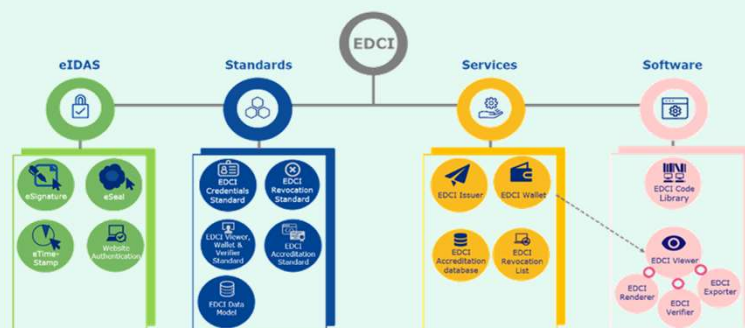 EDCI
eIDAS
Standards
Services
Software
eSignature
eSeal
eTime-
Stamp
Website
Authentication
EDCI
Credentials
Standard
EDCI
Revocation
Standard
EDCI Viewer,
Wallet &
Verifier
Standard
EDCI
Accreditation
Standard
EDCI Data
Model
EDCI Issuer
EDCI Wallet
EDCI
Accreditation
database
EDCI
Revocation
List
EDCI Code
Library
EDCI Viewer
EDCI
Renderer
EDCI
Verifier
EDCI
Exporter